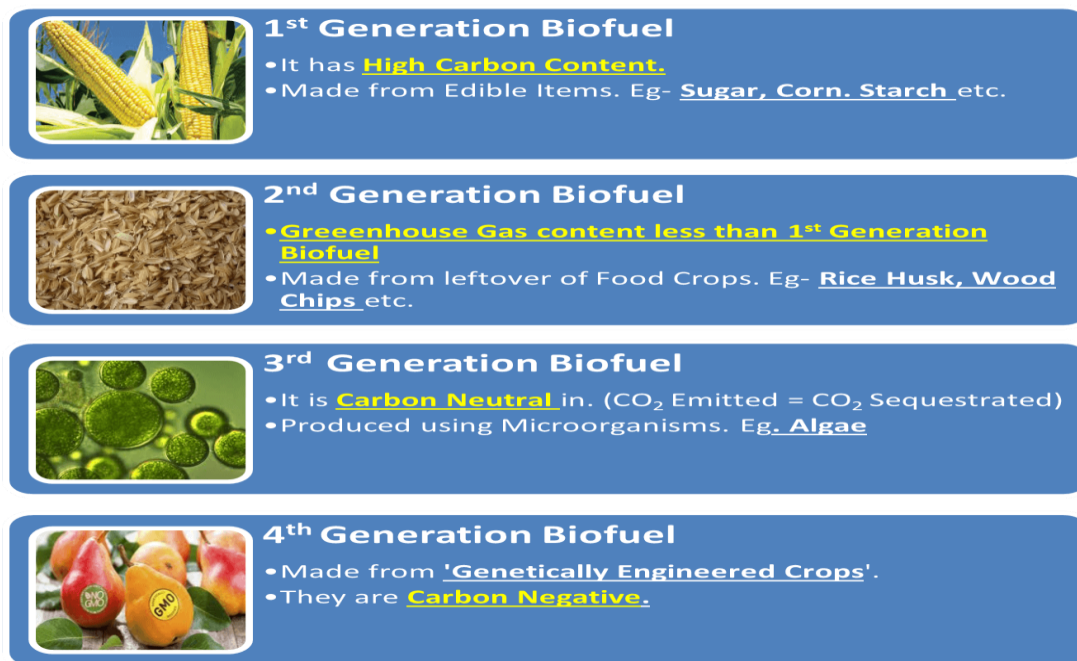 1st Generation Biofuel
•It has High Carbon Content.
•Made from Edible Items. Eg- Sugar, Corn. Starch etc.
2nd Generation Biofuel
•Greeenhouse Gas content less than 1st Generation
Biofuel
•Made from leftover of Food Crops. Eg- Rice Husk, Wood
Chips etc.
3rd Generation Biofuel
•It is Carbon Neutral in. (CO2 Emitted = CO2 Sequestrated)
•Produced using Microorganisms. Eg. Algae
4th Generation Biofuel
•Made from 'Genetically Engineered Crops'.
•They are Carbon Negative.
GMO
GMO